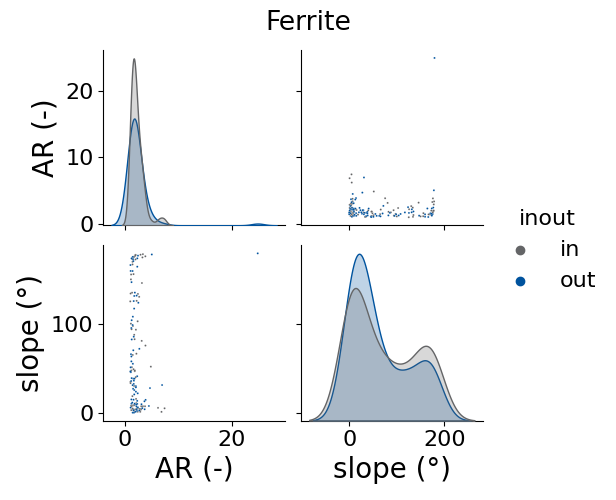 Ferrite
AR (-)
20
10
0
inout
in
out
slope (°)
100
0
0
20
0
200
AR (-)
slope (°)